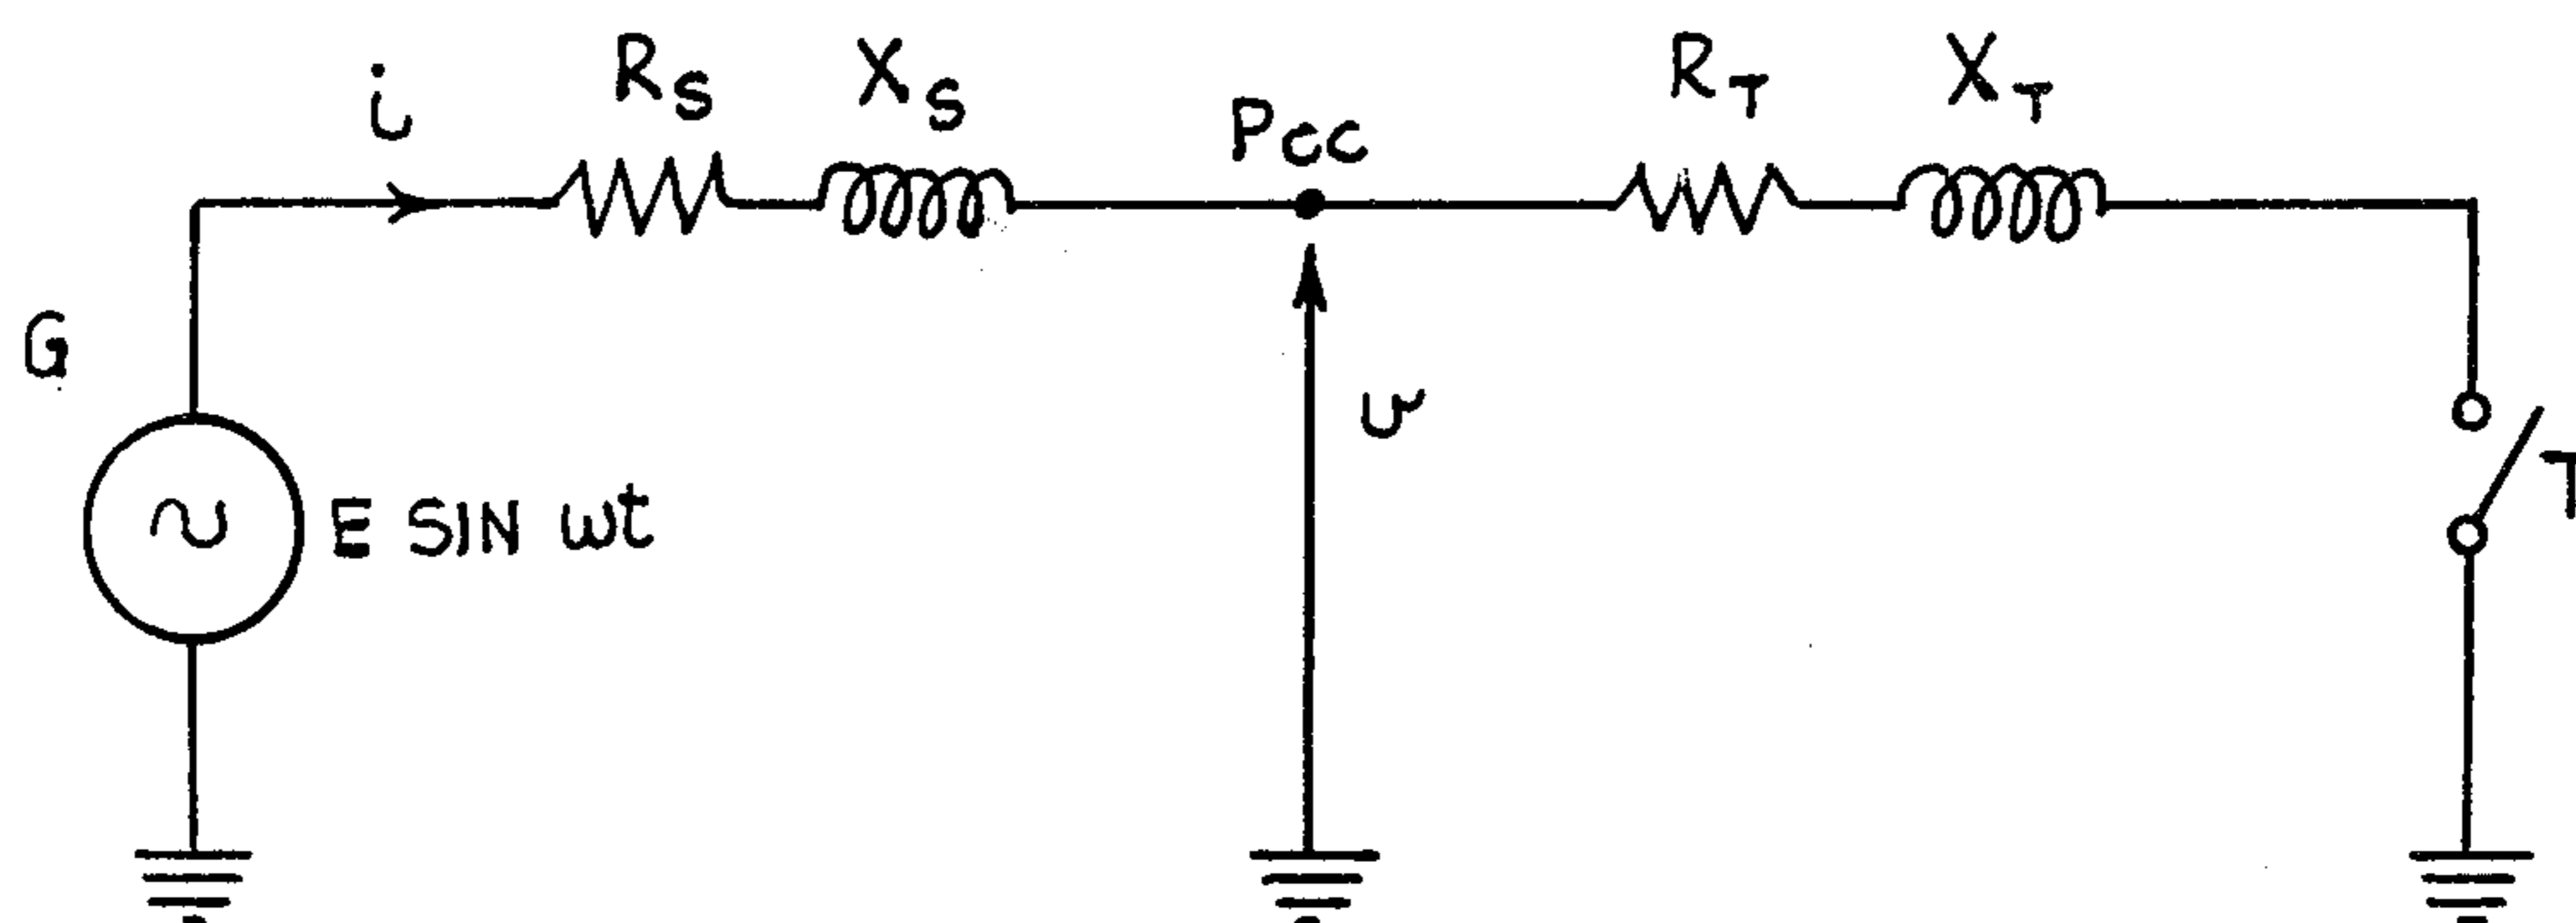 i
R_S
X_S
Pcc
R_T
X_T
G
E SIN ωt
v
T